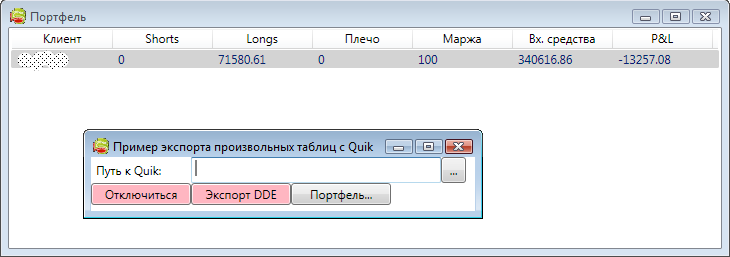 Портфель
Клиент Shorts Longs Плечо Маржа Вх. средства P&L
0 71580.61 0 100 340616.86 -13257.08
Пример экспорта произвольных таблиц с Quik
Путь к Quik: ...
Отключиться Экспорт DDE Портфель...